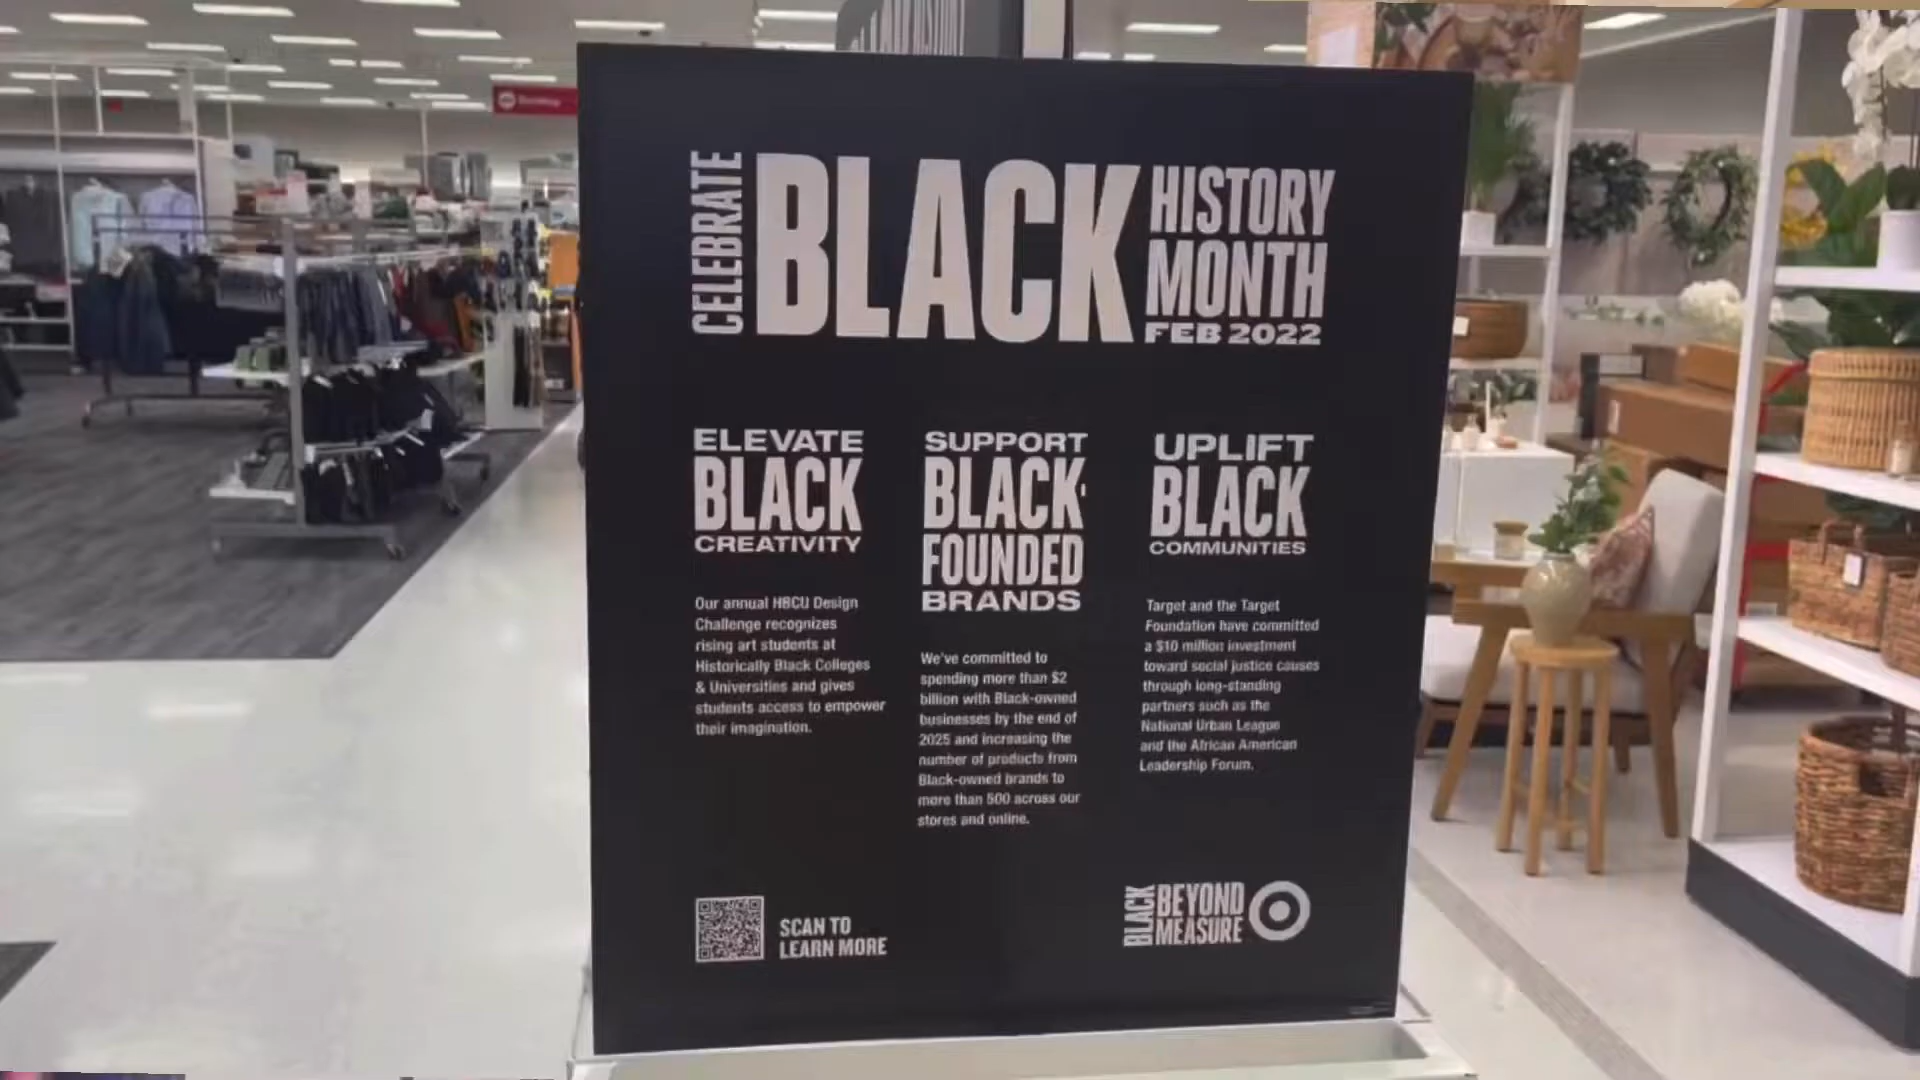 CELEBRATE
BLACK
HISTORY
MONTH
FEB 2022
ELEVATE
BLACK
CREATIVITY
Our annual HBCU Design
Challenge recognizes
rising art students at
Historically Black Colleges
& Universities and gives
students access to empower
their imagination.
SUPPORT
BLACK-
FOUNDED
BRANDS
We've committed to
spending more than $2
billion with Black-owned
businesses by the end of
2025 and increasing the
number of products from
Black-owned brands to
more than 500 across our
stores and online.
UPLIFT
BLACK
COMMUNITIES
Target and the Target
Foundation have committed
a $10 million investment
toward social justice causes
through long-standing
partners such as the
National Urban League
and the African American
Leadership Forum.
SCAN TO
LEARN MORE
BLACK
BEYOND
MEASURE